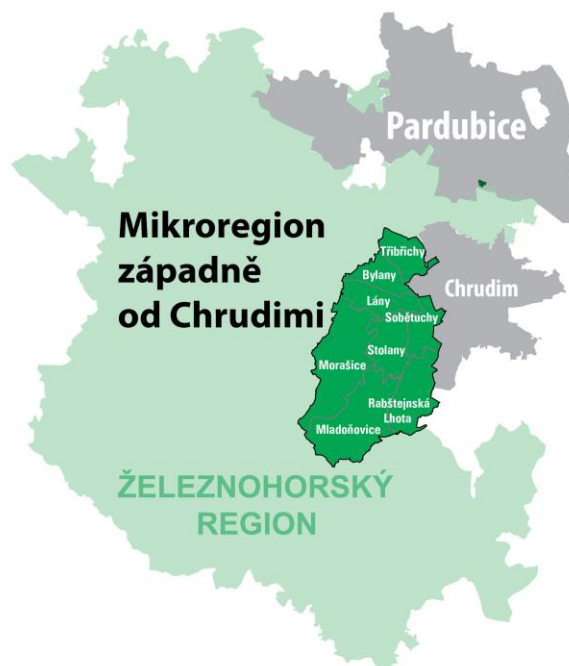 Pardubice
Mikroregion
západně
od Chrudimi
Třibřichy
Bylany
Chrudim
Lány
Sobětuchy
Stolany
Morašice
Rabštejnská
Lhota
Mladoňovice
ŽELEZNOHORSKÝ
REGION